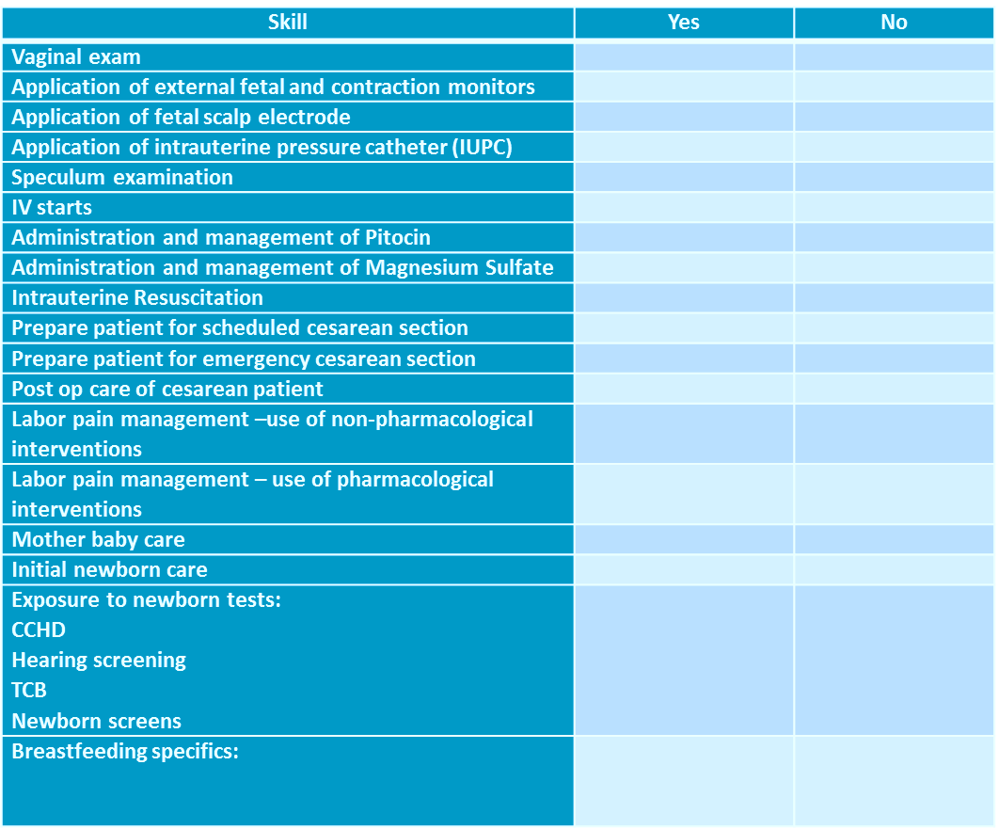 Skill Yes No
Vaginal exam
Application of external fetal and contraction monitors
Application of fetal scalp electrode
Application of intrauterine pressure catheter (IUPC)
Speculum examination
IV starts
Administration and management of Pitocin
Administration and management of Magnesium Sulfate
Intrauterine Resuscitation
Prepare patient for scheduled cesarean section
Prepare patient for emergency cesarean section
Post op care of cesarean patient
Labor pain management –use of non-pharmacological
interventions
Labor pain management – use of pharmacological
interventions
Mother baby care
Initial newborn care
Exposure to newborn tests:
CCHD
Hearing screening
TCB
Newborn screens
Breastfeeding specifics: